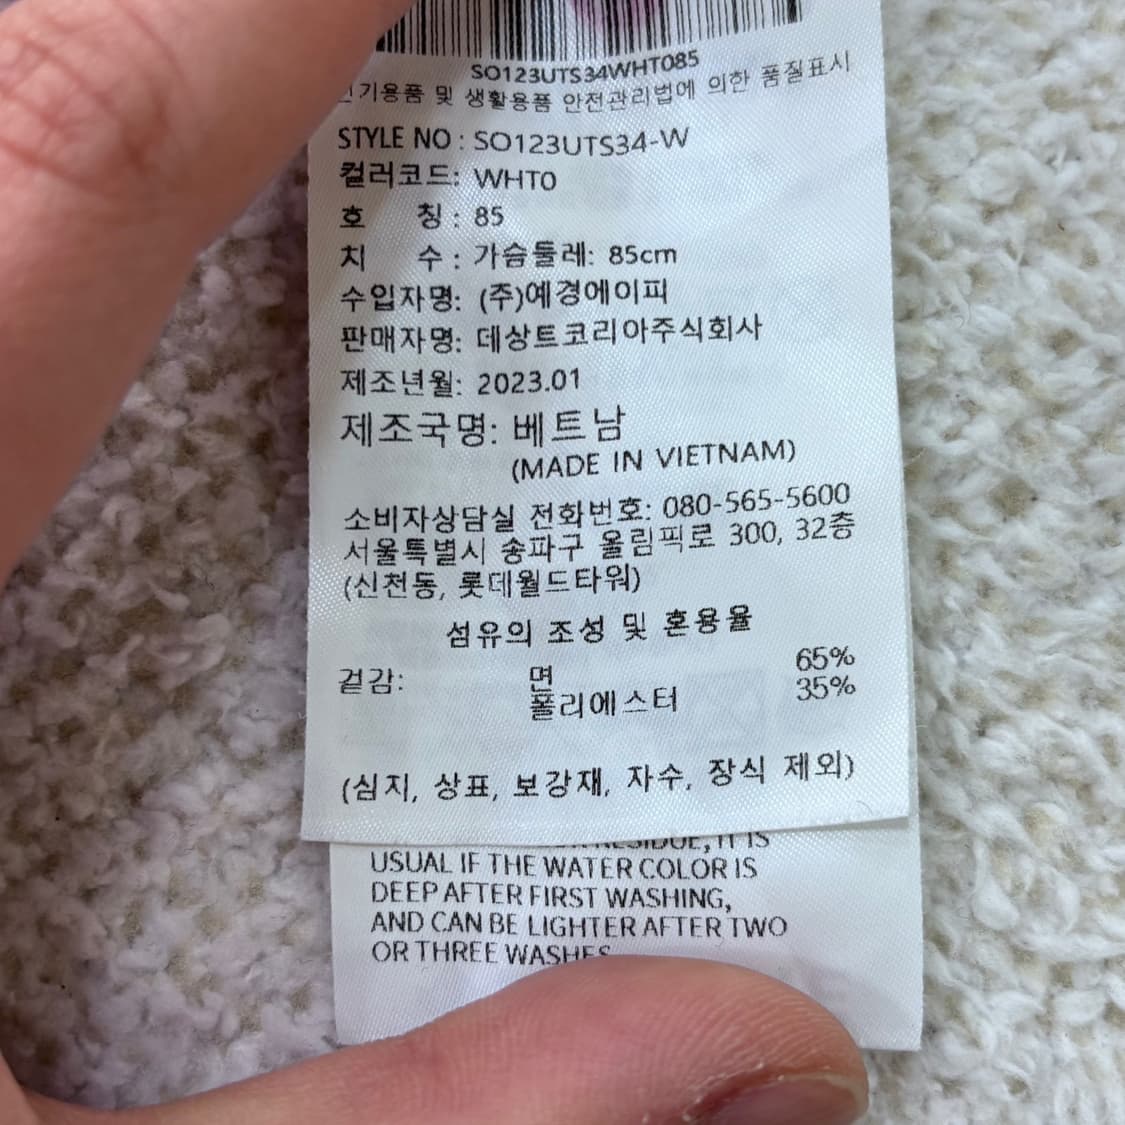 SO123UTS34WHT085
기용품 및 생활용품 안전관리법에 의한 품질표시
STYLE NO : SO123UTS34-W
컬러코드: WHT0
호 칭 : 85
치 수 : 가슴둘레: 85cm
수입자명: (주)예경에이피
판매자명: 데상트코리아주식회사
제조년월: 2023.01
제조국명: 베트남
(MADE IN VIETNAM)
소비자상담실 전화번호: 080-565-5600
서울특별시 송파구 올림픽로 300, 32층
(신천동, 롯데월드타워)
섬유의 조성 및 혼용율
겉감: 면 65%
폴리에스터 35%
(심지, 상표, 보강재, 자수, 장식 제외)
RESIDUE, IT IS
USUAL IF THE WATER COLOR IS
DEEP AFTER FIRST WASHING,
AND CAN BE LIGHTER AFTER TWO
OR THREE WASHES